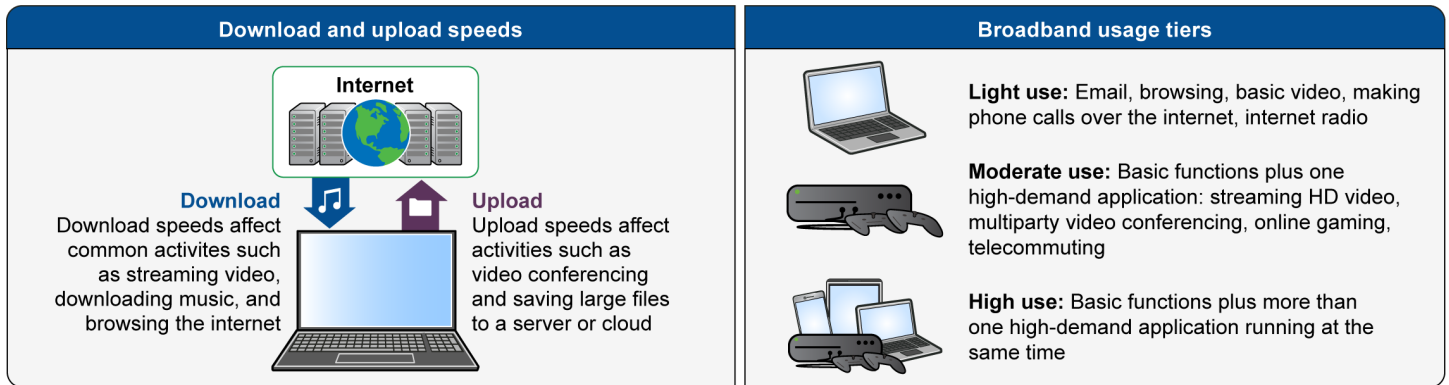 Download and upload speeds
Internet
Download
Download speeds affect
common activites such
as streaming video,
downloading music, and
browsing the internet
Upload
Upload speeds affect
activities such as
video conferencing
and saving large files
to a server or cloud
Broadband usage tiers
Light use: Email, browsing, basic video, making
phone calls over the internet, internet radio
Moderate use: Basic functions plus one
high-demand application: streaming HD video,
multiparty video conferencing, online gaming,
telecommuting
High use: Basic functions plus more than
one high-demand application running at the
same time